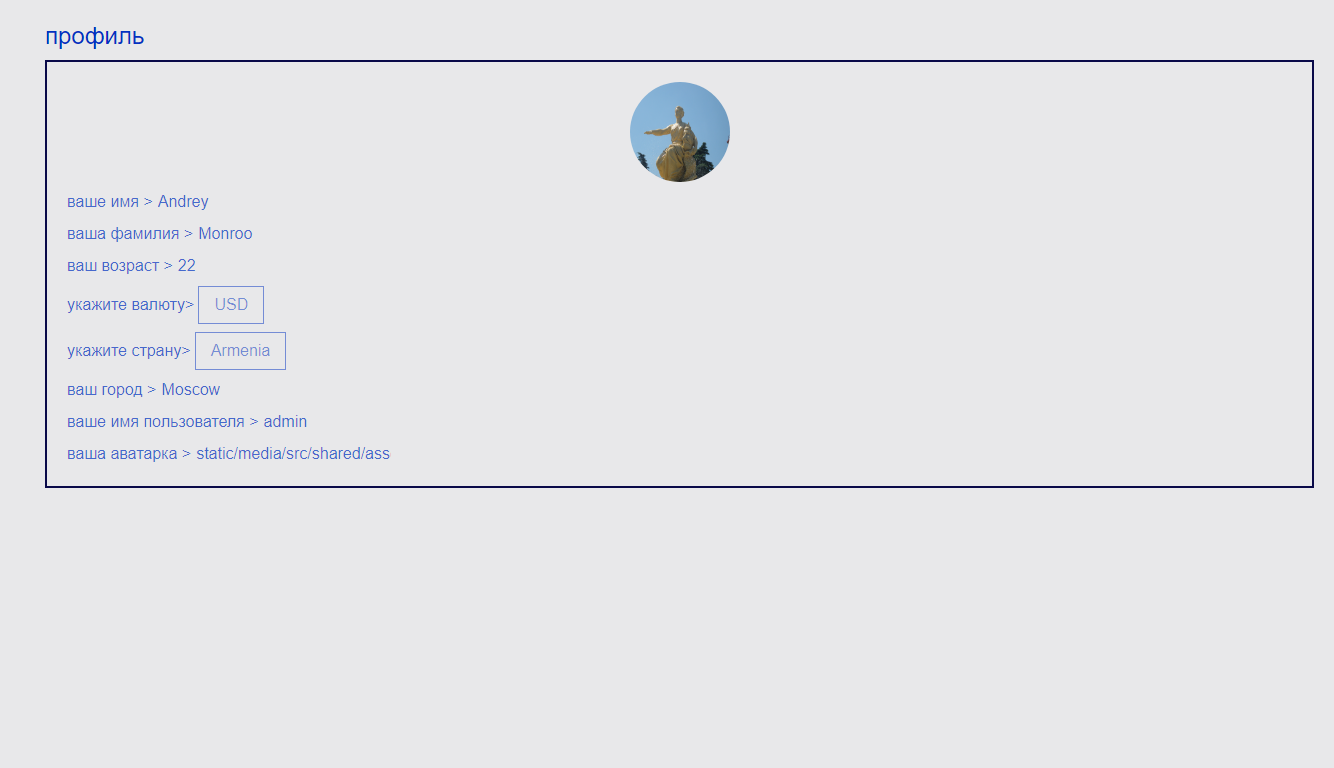 профиль
ваше имя > Andrey
ваша фамилия > Monroo
ваш возраст > 22
укажите валюту> USD
укажите страну> Armenia
ваш город > Moscow
ваше имя пользователя > admin
ваша аватарка > static/media/src/shared/ass